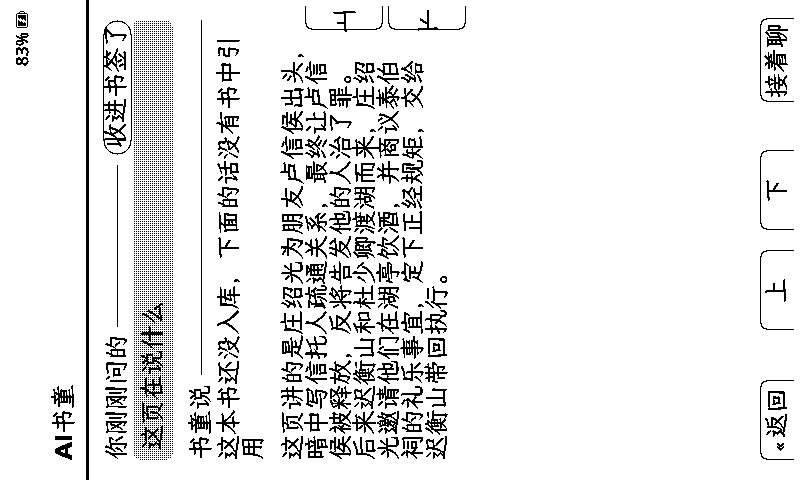 AI书童
83%
你刚刚问的
收进书签了
这页在说什么
书童说
这本书还没入库，下面的话没有书中引
用
这页讲的是庄绍光为朋友卢信侯出头，
暗中写信托人疏通关系，最终让卢信
侯被释放，反将告发他的人治了罪。
后来迟衡山和杜少卿渡湖而来，庄绍
光邀请他们在湖亭饮酒，并商议泰伯
祠的礼乐事宜，定下正经规矩，交给
迟衡山带回执行。
«返回
上
下
接着聊